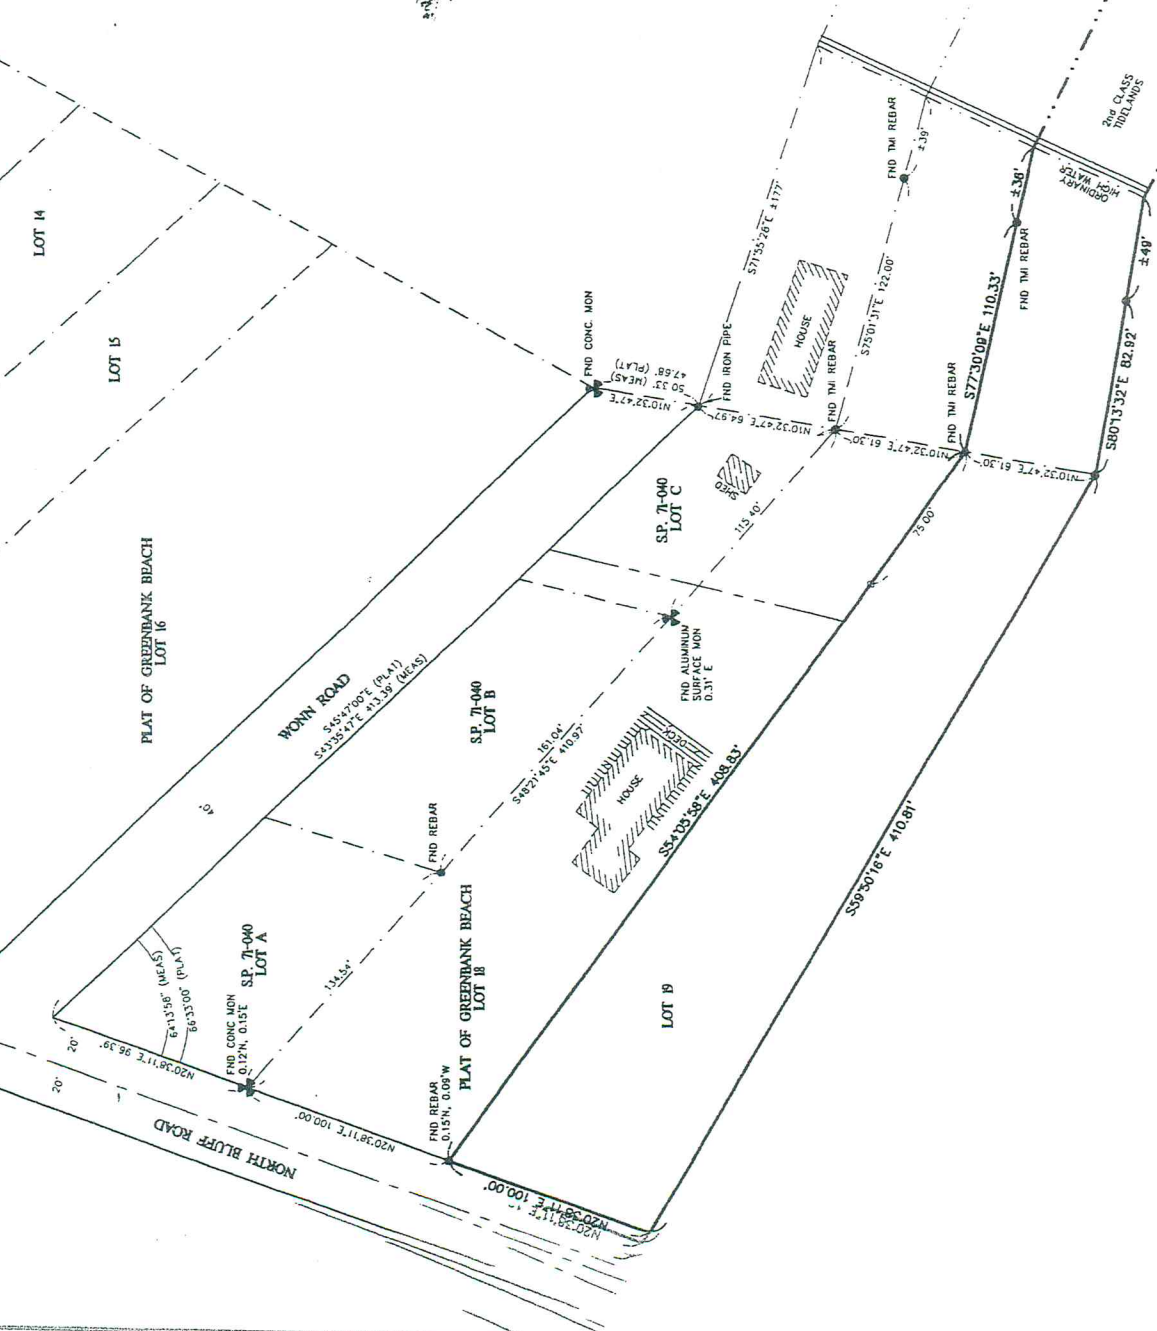 2nd CLASS
TIDELANDS
ORDINARY
HIGH WATER
LOT 14
LOT 15
PLAT OF GREENBANK BEACH
LOT 16
FND CONC. MON
N10°32'47"E
50.33' (MEAS)
47.68' (PLAT)
FND IRON PIPE
S71°55'26"E ±177'
HOUSE
FND TMI REBAR
±39'
S75°01'31"E 122.00'
FND TMI REBAR
N10°32'47"E 64.97'
N10°32'47"E 61.30'
FND TMI REBAR
S77°30'09"E 110.33'
±36'
FND TMI REBAR
N10°32'47"E 61.30'
S80°13'32"E 82.92'
±49'
WONN ROAD
40'
S45°47'00"E (PLAT)
S43°35'47"E 413.39' (MEAS)
S.P. 71-040
LOT C
SHED
115.40'
75.00'
S.P. 71-040
LOT B
FND ALUMINUM
SURFACE MON
0.31' E
161.04'
S48°21'45"E 410.97'
HOUSE
DECK
S54°05'58"E 408.83'
S59°50'16"E 410.81'
FND REBAR
S.P. 71-040
LOT A
134.54'
64°13'58" (MEAS)
66°33'00" (PLAT)
FND CONC MON
0.12'N, 0.15'E
N20°38'11"E 96.39'
20'
20'
N20°38'11"E 100.00'
FND REBAR
0.15'N, 0.09'W
PLAT OF GREENBANK BEACH
LOT 18
LOT 19
NORTH BLUFF ROAD
N20°38'11"E 100.00'
N20°38'11"E